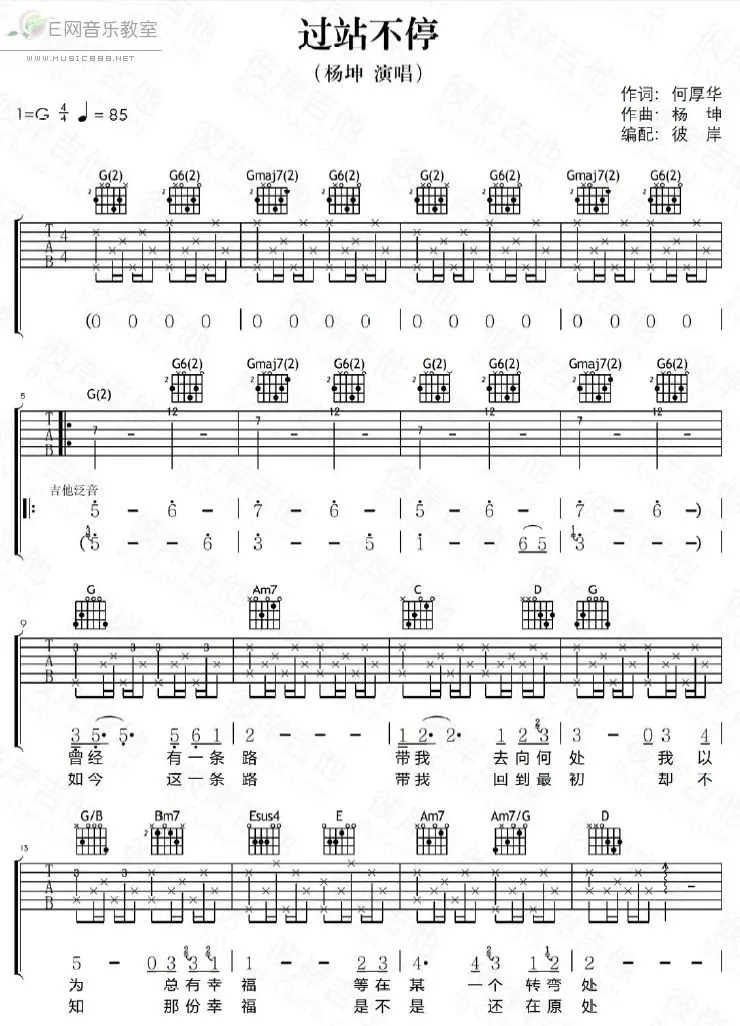 E网音乐教室
www.music888.net
过站不停
（杨坤 演唱）
1=G 4/4 ♩= 85
作词：何厚华
作曲：杨 坤
编配：彼 岸
G(2) G6(2) Gmaj7(2) G6(2) G(2) G6(2) Gmaj7(2) G6(2)
T A B 4 4
(0 0 0 0 | 0 0 0 0 | 0 0 0 0 | 0 0 0 0
G(2) G6(2) Gmaj7(2) G6(2) G(2) G6(2) Gmaj7(2) G6(2)
5
T A B 7 - 12 - 7 - 12 - 7 - 12 - 7 - 12 -
吉他泛音
5 - 6 - | 7 - 6 - | 5 - 6 - | 7 - 6 -)
(5 - - 6 | 3 - - 5 | 1 - - 6 5 | 3 - - -)
G Am7 C D G
9
T A B 3 3 3 3
3 5· 5· 5 6 1 | 2 - - - | 1 2· 2· 1 2 3 | 3 - 0 3 4
曾经 有一条 路 带我 去向何 处 我以
如今 这一条 路 带我 回到最 初 却不
G/B Bm7 Esus4 E Am7 Am7/G D
13
T A B 3 3
5 - 0 3 3 1 | 1 - - 2 2 | 4· 4 3 1 2 | 2 - - -
为 总有幸 福 等在 某 一个 转弯 处
知 那份幸 福 是不 是 还 在原 处